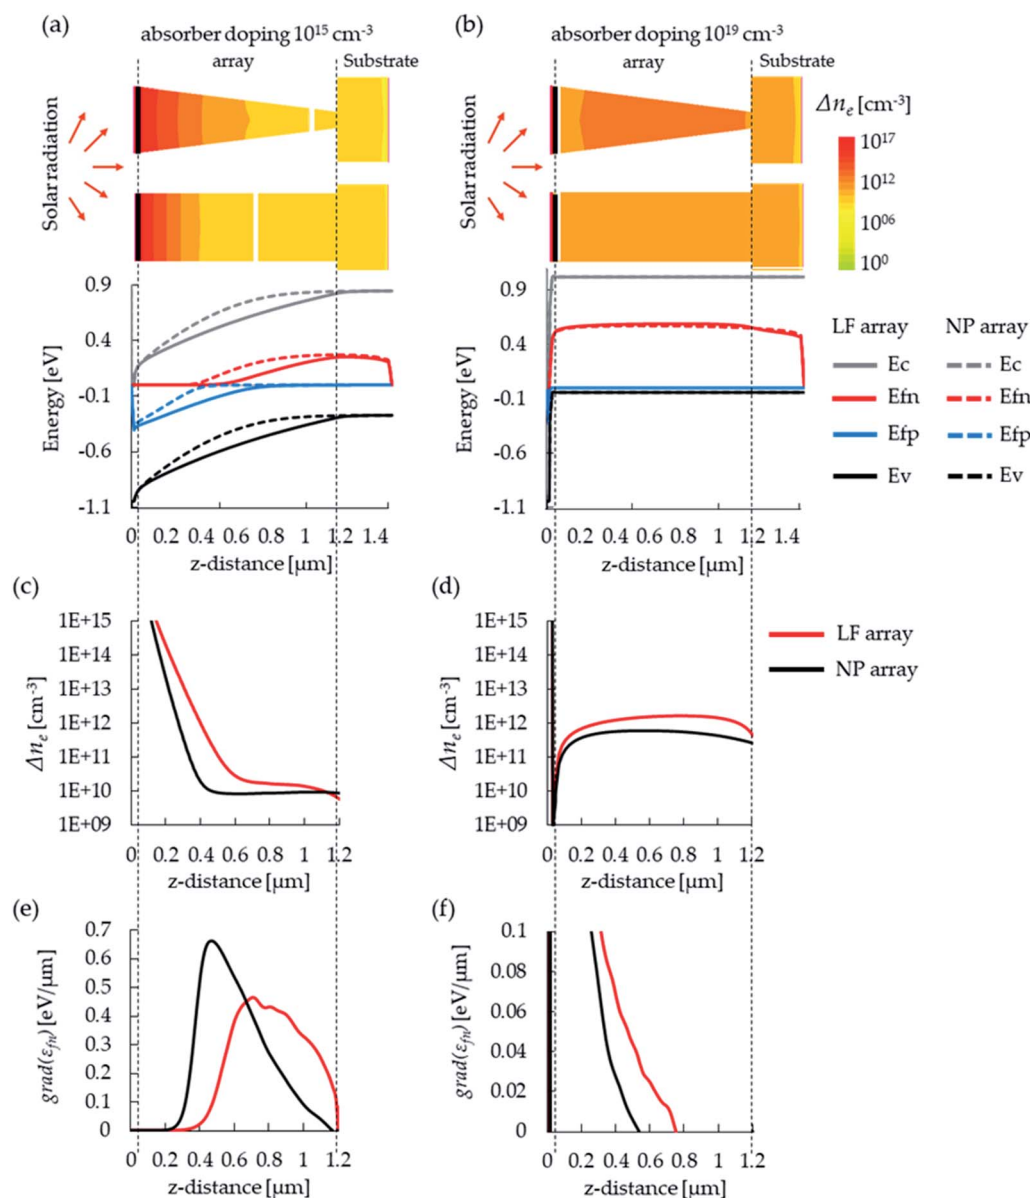 (a)
absorber doping 10¹⁵ cm⁻³
array
Substrate
Solar radiation
(b)
absorber doping 10¹⁹ cm⁻³
array
Substrate
Solar radiation
Δnₑ [cm⁻³]
10¹⁷
10¹²
10⁰⁶
10⁰
0.9
0.4
-0.1
-0.6
-1.1
Energy [eV]
0 0.2 0.4 0.6 0.8 1 1.2 1.4
z-distance [µm]
0.9
0.4
-0.1
-0.6
-1.1
Energy [eV]
0 0.2 0.4 0.6 0.8 1 1.2 1.4
z-distance [µm]
LF array NP array
Ec Ec
Efn Efn
Efp Efp
Ev Ev
(c)
1E+15
1E+14
1E+13
1E+12
1E+11
1E+10
1E+09
Δnₑ [cm⁻³]
0 0.2 0.4 0.6 0.8 1 1.2
z-distance [µm]
(d)
1E+15
1E+14
1E+13
1E+12
1E+11
1E+10
1E+09
Δnₑ [cm⁻³]
0 0.2 0.4 0.6 0.8 1 1.2
z-distance [µm]
LF array
NP array
(e)
0.7
0.6
0.5
0.4
0.3
0.2
0.1
0
grad(ε_fn) [eV/µm]
0 0.2 0.4 0.6 0.8 1 1.2
z-distance [µm]
(f)
0.1
0.08
0.06
0.04
0.02
0
grad(ε_fn) [eV/µm]
0 0.2 0.4 0.6 0.8 1 1.2
z-distance [µm]